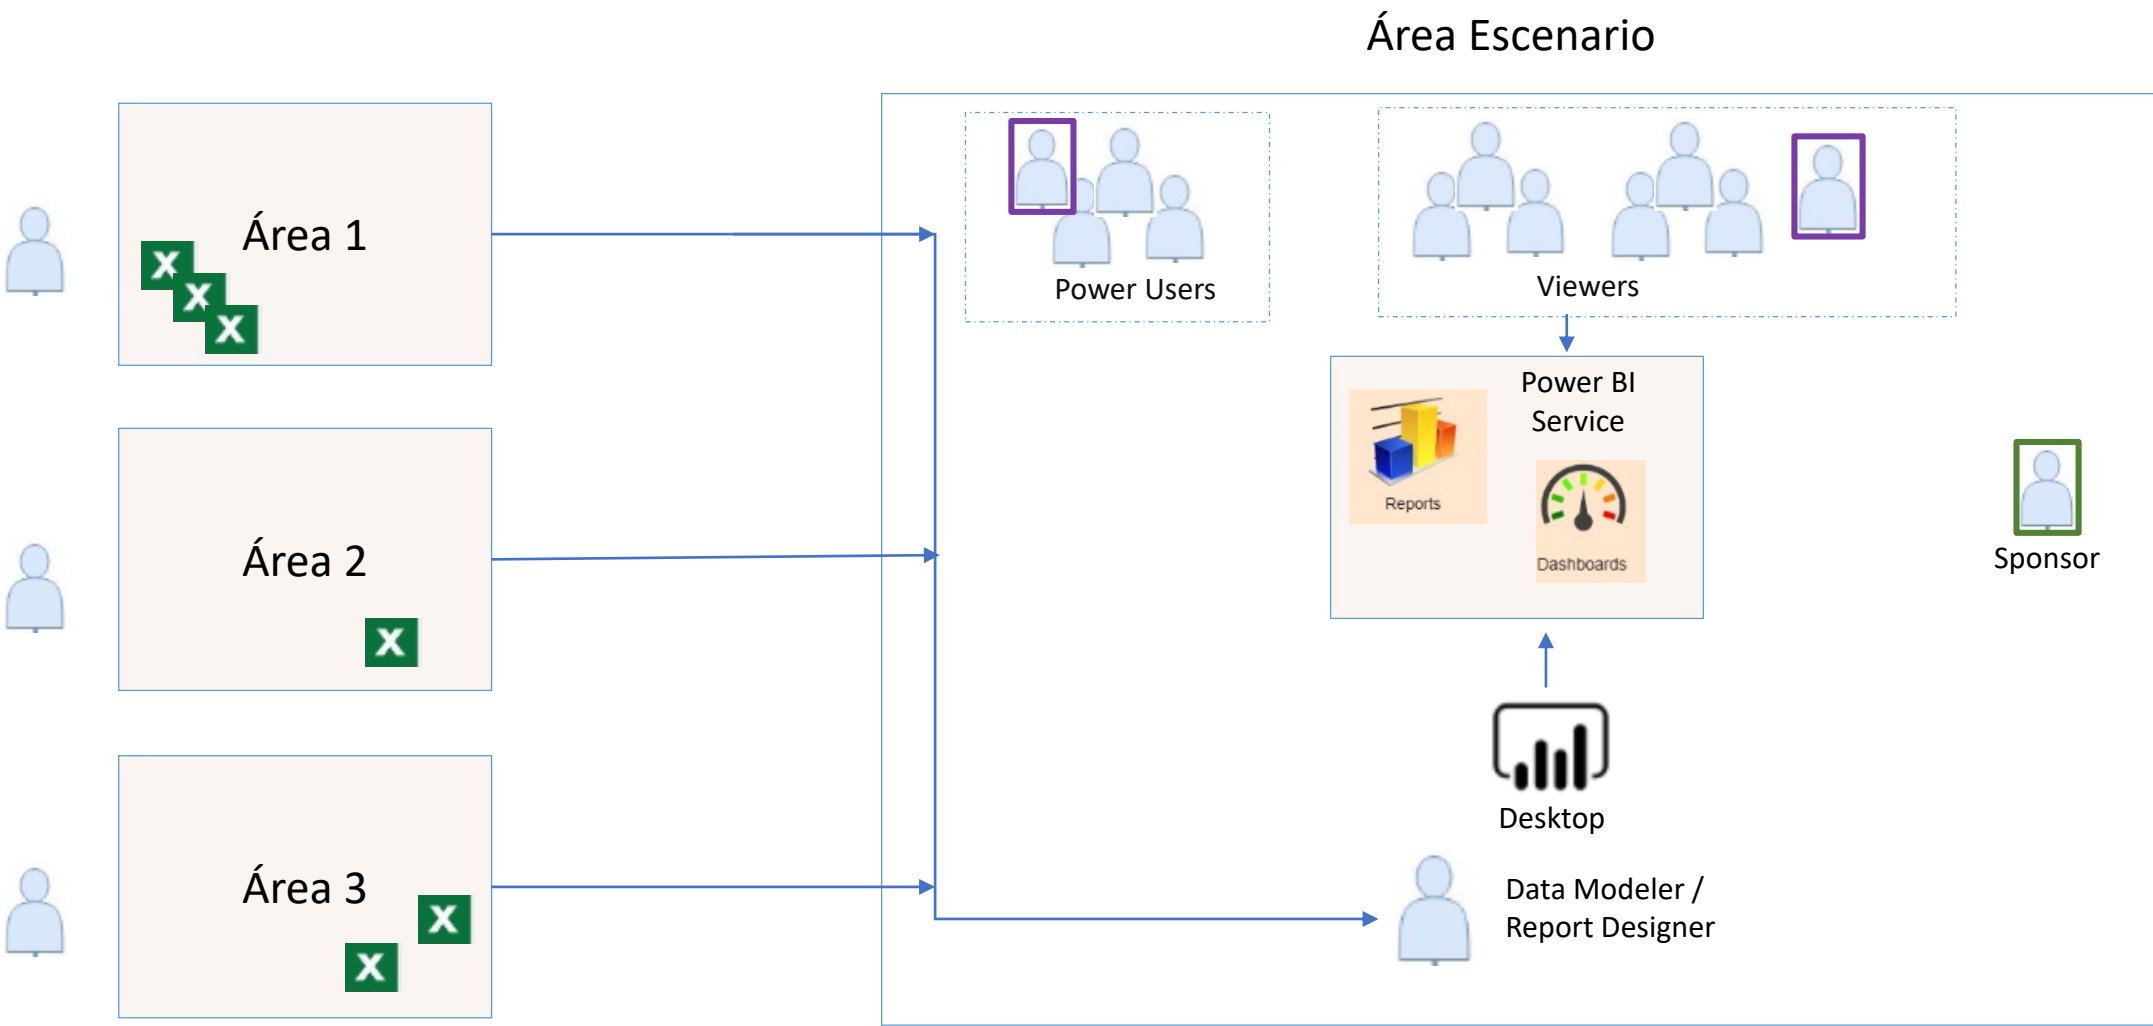 Área Escenario
Área 1
X
X
X
Power Users
Viewers
Power BI
Service
Reports
Dashboards
Sponsor
Área 2
X
Desktop
Área 3
X
X
Data Modeler /
Report Designer